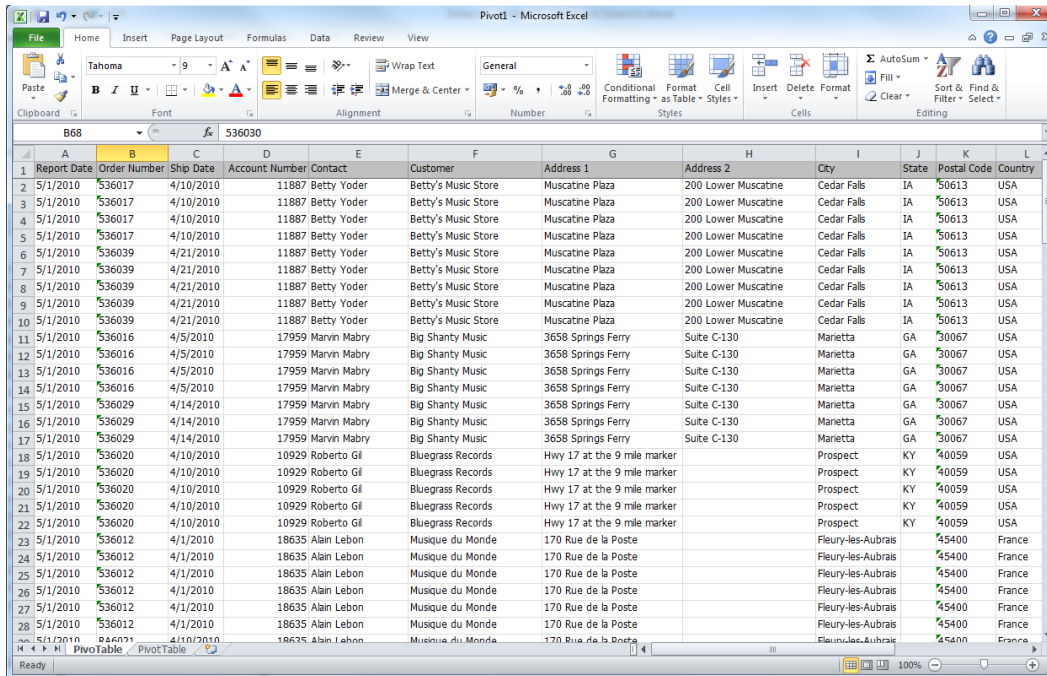 Pivot1 - Microsoft Excel
File Home Insert Page Layout Formulas Data Review View
Tahoma 9 A A Wrap Text General Σ AutoSum
Fill
Paste B I U A Merge & Center $ % , .0 .00 .00 .0 Conditional Formatting Format as Table Cell Styles Insert Delete Format Clear Sort & Filter Find & Select
Clipboard Font Alignment Number Styles Cells Editing
B68 fx 536030
A B C D E F G H I J K L
1 Report Date Order Number Ship Date Account Number Contact Customer Address 1 Address 2 City State Postal Code Country
2 5/1/2010 536017 4/10/2010 11887 Betty Yoder Betty's Music Store Muscatine Plaza 200 Lower Muscatine Cedar Falls IA 50613 USA
3 5/1/2010 536017 4/10/2010 11887 Betty Yoder Betty's Music Store Muscatine Plaza 200 Lower Muscatine Cedar Falls IA 50613 USA
4 5/1/2010 536017 4/10/2010 11887 Betty Yoder Betty's Music Store Muscatine Plaza 200 Lower Muscatine Cedar Falls IA 50613 USA
5 5/1/2010 536017 4/10/2010 11887 Betty Yoder Betty's Music Store Muscatine Plaza 200 Lower Muscatine Cedar Falls IA 50613 USA
6 5/1/2010 536039 4/21/2010 11887 Betty Yoder Betty's Music Store Muscatine Plaza 200 Lower Muscatine Cedar Falls IA 50613 USA
7 5/1/2010 536039 4/21/2010 11887 Betty Yoder Betty's Music Store Muscatine Plaza 200 Lower Muscatine Cedar Falls IA 50613 USA
8 5/1/2010 536039 4/21/2010 11887 Betty Yoder Betty's Music Store Muscatine Plaza 200 Lower Muscatine Cedar Falls IA 50613 USA
9 5/1/2010 536039 4/21/2010 11887 Betty Yoder Betty's Music Store Muscatine Plaza 200 Lower Muscatine Cedar Falls IA 50613 USA
10 5/1/2010 536039 4/21/2010 11887 Betty Yoder Betty's Music Store Muscatine Plaza 200 Lower Muscatine Cedar Falls IA 50613 USA
11 5/1/2010 536016 4/5/2010 17959 Marvin Mabry Big Shanty Music 3658 Springs Ferry Suite C-130 Marietta GA 30067 USA
12 5/1/2010 536016 4/5/2010 17959 Marvin Mabry Big Shanty Music 3658 Springs Ferry Suite C-130 Marietta GA 30067 USA
13 5/1/2010 536016 4/5/2010 17959 Marvin Mabry Big Shanty Music 3658 Springs Ferry Suite C-130 Marietta GA 30067 USA
14 5/1/2010 536016 4/5/2010 17959 Marvin Mabry Big Shanty Music 3658 Springs Ferry Suite C-130 Marietta GA 30067 USA
15 5/1/2010 536029 4/14/2010 17959 Marvin Mabry Big Shanty Music 3658 Springs Ferry Suite C-130 Marietta GA 30067 USA
16 5/1/2010 536029 4/14/2010 17959 Marvin Mabry Big Shanty Music 3658 Springs Ferry Suite C-130 Marietta GA 30067 USA
17 5/1/2010 536029 4/14/2010 17959 Marvin Mabry Big Shanty Music 3658 Springs Ferry Suite C-130 Marietta GA 30067 USA
18 5/1/2010 536020 4/10/2010 10929 Roberto Gil Bluegrass Records Hwy 17 at the 9 mile marker Prospect KY 40059 USA
19 5/1/2010 536020 4/10/2010 10929 Roberto Gil Bluegrass Records Hwy 17 at the 9 mile marker Prospect KY 40059 USA
20 5/1/2010 536020 4/10/2010 10929 Roberto Gil Bluegrass Records Hwy 17 at the 9 mile marker Prospect KY 40059 USA
21 5/1/2010 536020 4/10/2010 10929 Roberto Gil Bluegrass Records Hwy 17 at the 9 mile marker Prospect KY 40059 USA
22 5/1/2010 536020 4/10/2010 10929 Roberto Gil Bluegrass Records Hwy 17 at the 9 mile marker Prospect KY 40059 USA
23 5/1/2010 536012 4/1/2010 18635 Alain Lebon Musique du Monde 170 Rue de la Poste Fleury-les-Aubrais 45400 France
24 5/1/2010 536012 4/1/2010 18635 Alain Lebon Musique du Monde 170 Rue de la Poste Fleury-les-Aubrais 45400 France
25 5/1/2010 536012 4/1/2010 18635 Alain Lebon Musique du Monde 170 Rue de la Poste Fleury-les-Aubrais 45400 France
26 5/1/2010 536012 4/1/2010 18635 Alain Lebon Musique du Monde 170 Rue de la Poste Fleury-les-Aubrais 45400 France
27 5/1/2010 536012 4/1/2010 18635 Alain Lebon Musique du Monde 170 Rue de la Poste Fleury-les-Aubrais 45400 France
28 5/1/2010 536012 4/1/2010 18635 Alain Lebon Musique du Monde 170 Rue de la Poste Fleury-les-Aubrais 45400 France
29 5/1/2010 RA6021 4/10/2010 18635 Alain Lebon Musique du Monde 170 Rue de la Poste Fleury-les-Aubrais 45400 France
PivoTable PivotTable
Ready 100%